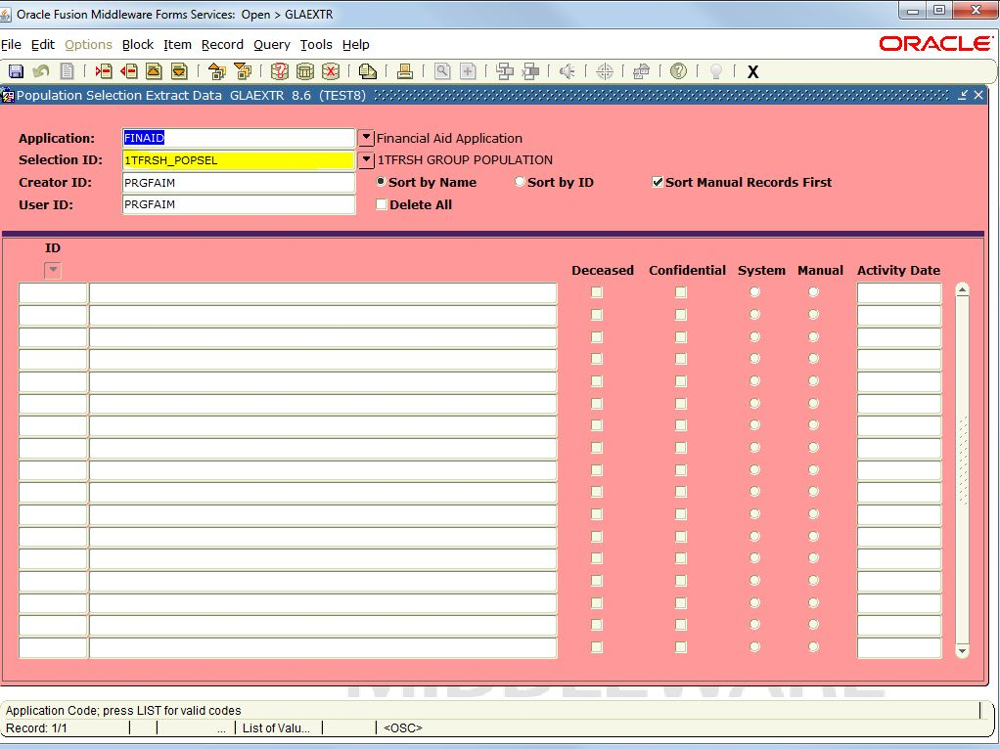 Oracle Fusion Middleware Forms Services: Open > GLAEXTR
File Edit Options Block Item Record Query Tools Help
ORACLE
X
Population Selection Extract Data GLAEXTR 8.6 (TEST8)
Application: FINAID Financial Aid Application
Selection ID: 1TFRSH_POPSEL 1TFRSH GROUP POPULATION
Creator ID: PRGFAIM Sort by Name Sort by ID Sort Manual Records First
User ID: PRGFAIM Delete All
ID
Deceased Confidential System Manual Activity Date
MIDDLEWARE
Application Code; press LIST for valid codes
Record: 1/1 ... List of Valu... <OSC>